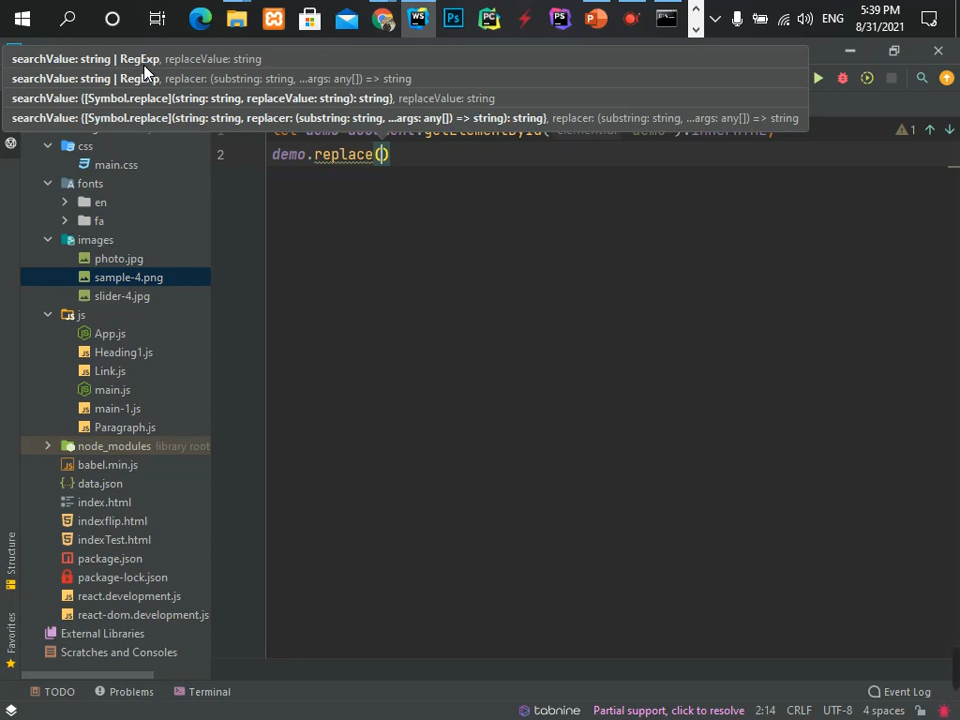 ENG
5:39 PM
8/31/2021
searchValue: string | RegExp, replaceValue: string
searchValue: string | RegExp, replacer: (substring: string, ...args: any[]) => string
searchValue: {[Symbol.replace](string: string, replaceValue: string): string}, replaceValue: string
searchValue: {[Symbol.replace](string: string, replacer: (substring: string, ...args: any[]) => string): string}, replacer: (substring: string, ...args: any[]) => string
1
2 demo.replace()
css
main.css
fonts
en
fa
images
photo.jpg
sample-4.png
slider-4.jpg
js
App.js
Heading1.js
Link.js
main.js
main-1.js
Paragraph.js
node_modules library root
babel.min.js
data.json
index.html
indexflip.html
indexTest.html
package.json
package-lock.json
react.development.js
react-dom.development.js
External Libraries
Scratches and Consoles
Structure
Favorites
TODO Problems Terminal Event Log
tabnine Partial support, click to resolve 2:14 CRLF UTF-8 4 spaces